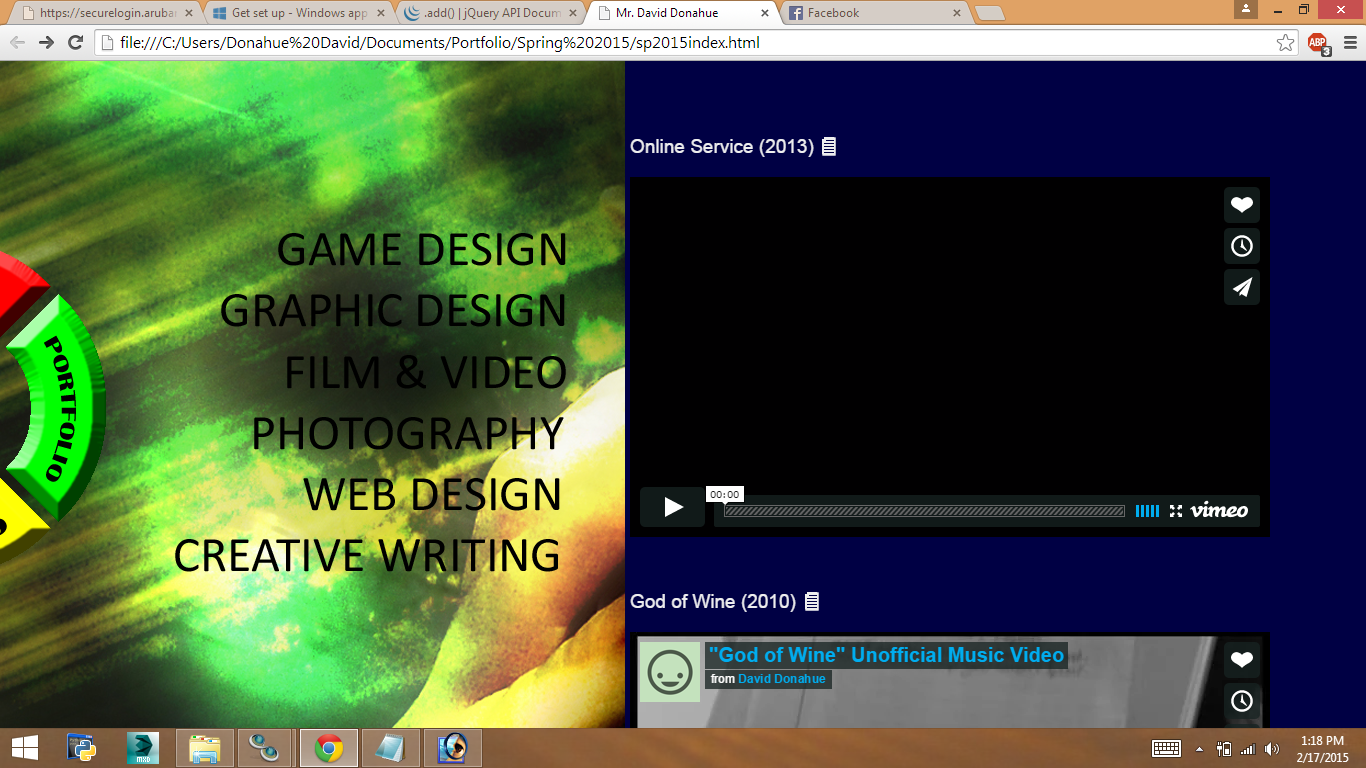 https://securelogin.arubar
Get set up - Windows app
.add() | jQuery API Docum
Mr. David Donahue
Facebook
file:///C:/Users/Donahue%20David/Documents/Portfolio/Spring%202015/sp2015index.html
ABP
3
GAME DESIGN
GRAPHIC DESIGN
FILM & VIDEO
PHOTOGRAPHY
WEB DESIGN
CREATIVE WRITING
PORTFOLIO
Online Service (2013)
00:00
vimeo
God of Wine (2010)
"God of Wine" Unofficial Music Video
from David Donahue
MXD
1:18 PM
2/17/2015